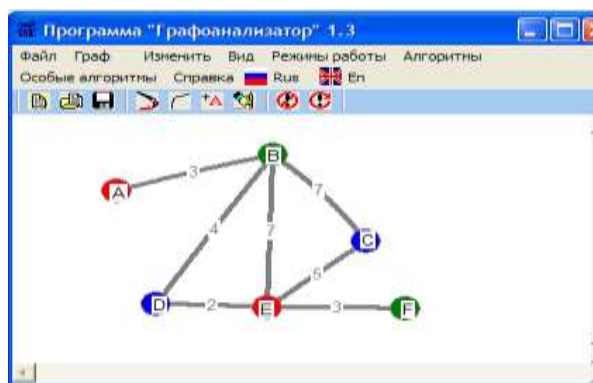 Программа "Графоанализатор" 1.3
Файл Граф Изменить Вид Режимы работы Алгоритмы
Особые алгоритмы Справка Rus En
B
3
A
7
4
7
C
5
D
2
E
3
F